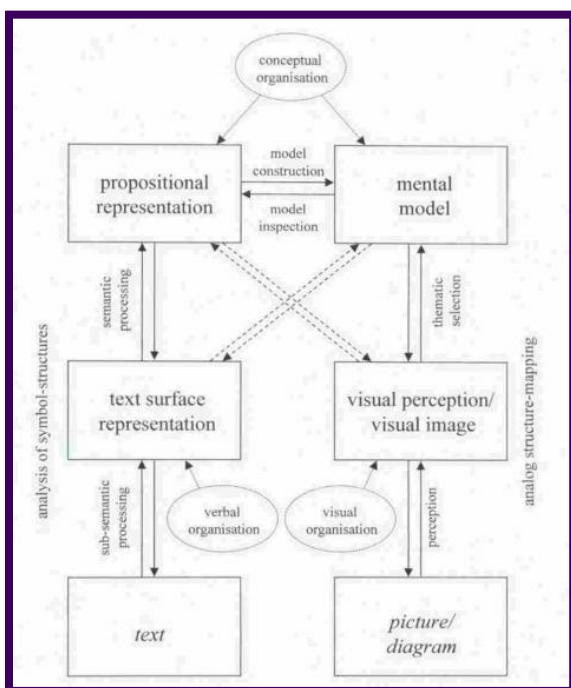 conceptual
organisation
propositional
representation
model
construction
model
inspection
mental
model
semantic
processing
thematic
selection
analysis of symbol-structures
analog structure-mapping
text surface
representation
visual perception/
visual image
sub-semantic
processing
verbal
organisation
visual
organisation
perception
text
picture/
diagram